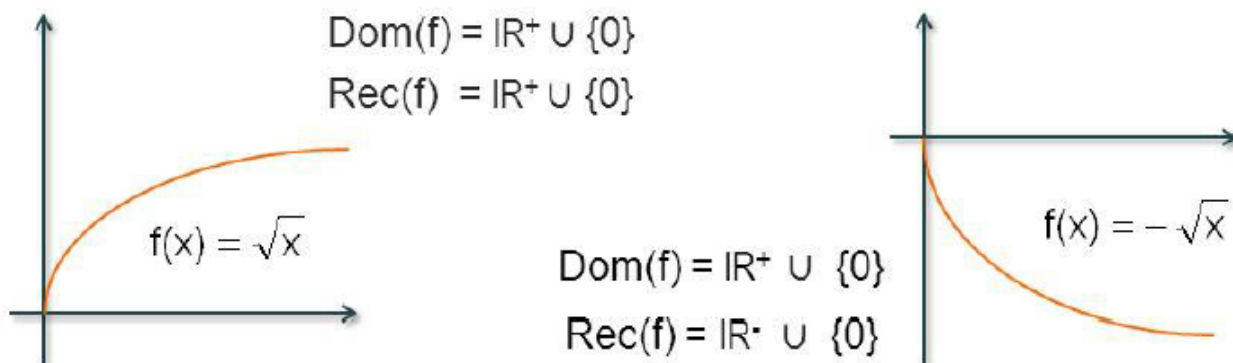 Dom(f) = IR⁺ ∪ {0}
Rec(f) = IR⁺ ∪ {0}
f(x) = √x
f(x) = − √x
Dom(f) = IR⁺ ∪ {0}
Rec(f) = IR⁻ ∪ {0}